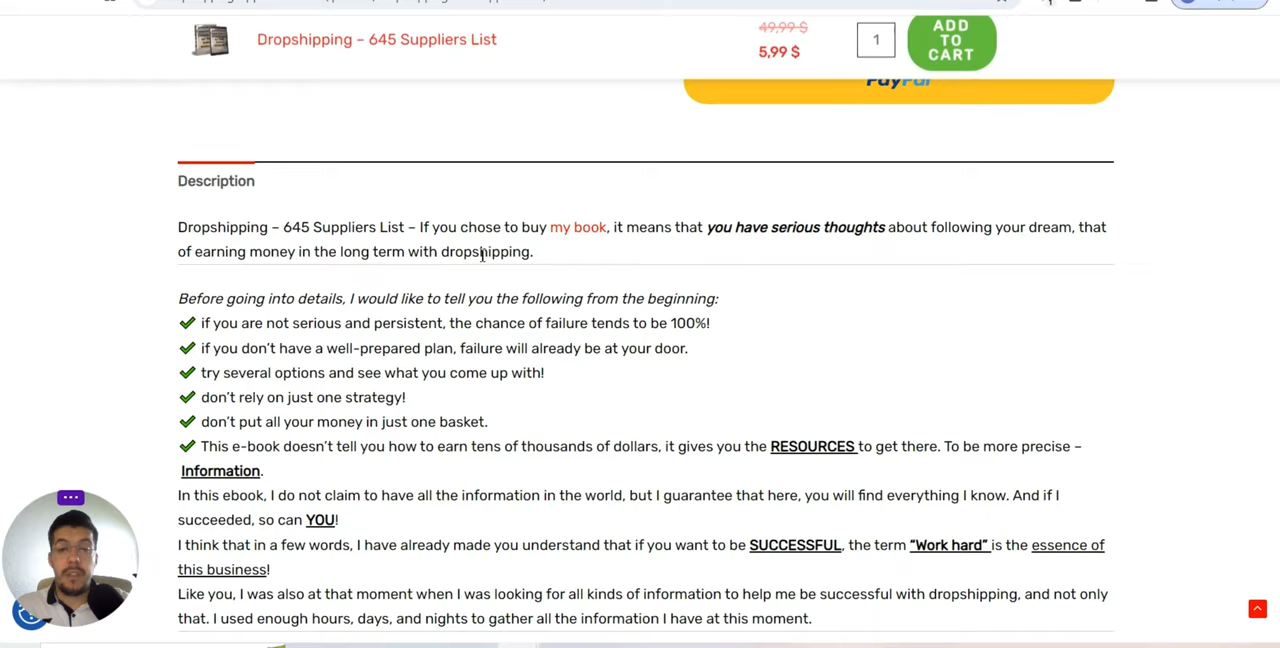 Dropshipping – 645 Suppliers List
49,99 $
5,99 $
1
ADD
TO
CART
PayPal
Description
Dropshipping – 645 Suppliers List – If you chose to buy my book, it means that you have serious thoughts about following your dream, that
of earning money in the long term with dropshipping.
Before going into details, I would like to tell you the following from the beginning:
if you are not serious and persistent, the chance of failure tends to be 100%!
if you don’t have a well-prepared plan, failure will already be at your door.
try several options and see what you come up with!
don’t rely on just one strategy!
don’t put all your money in just one basket.
This e-book doesn’t tell you how to earn tens of thousands of dollars, it gives you the RESOURCES to get there. To be more precise –
Information.
In this ebook, I do not claim to have all the information in the world, but I guarantee that here, you will find everything I know. And if I
succeeded, so can YOU!
I think that in a few words, I have already made you understand that if you want to be SUCCESSFUL, the term “Work hard” is the essence of
this business!
Like you, I was also at that moment when I was looking for all kinds of information to help me be successful with dropshipping, and not only
that. I used enough hours, days, and nights to gather all the information I have at this moment.